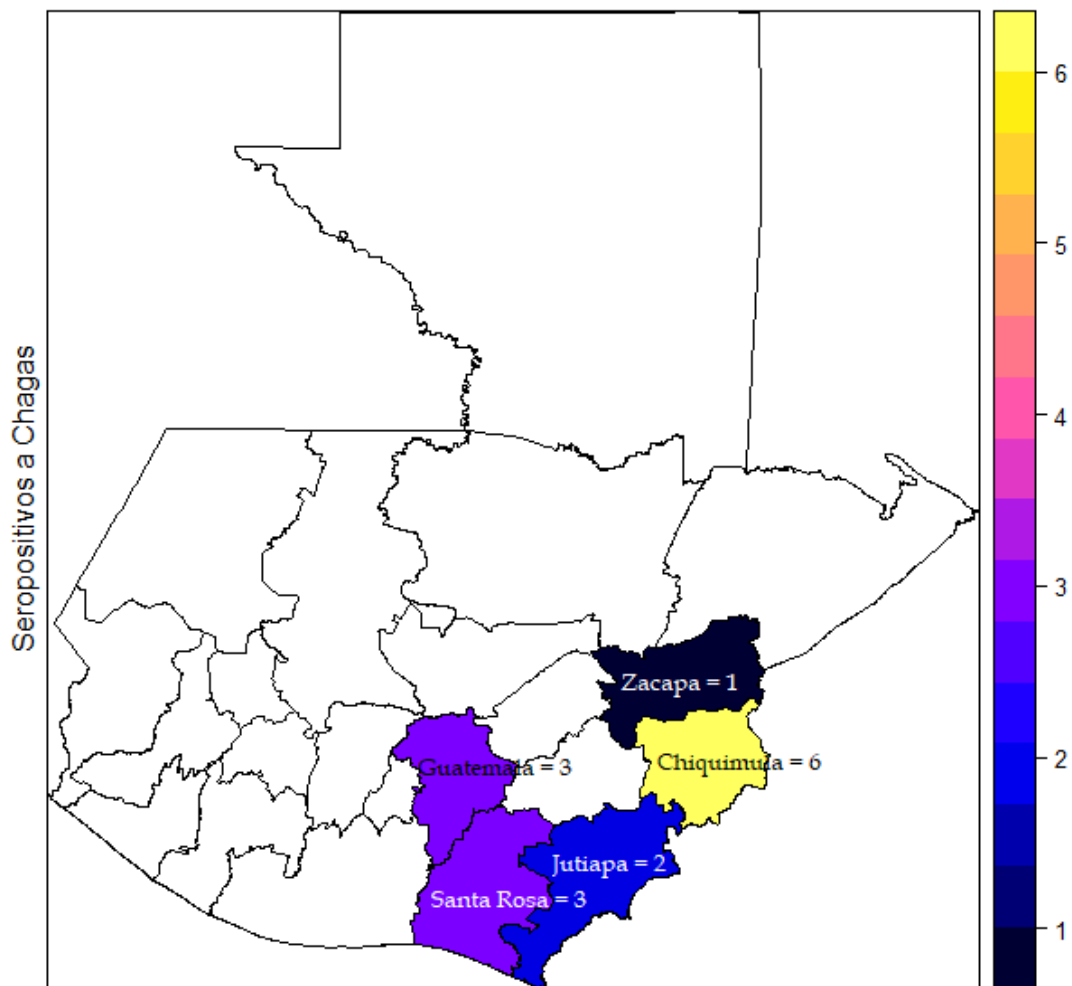 Seropositivos a Chagas
Zacapa = 1
Guatemala = 3
Chiquimula = 6
Jutiapa = 2
Santa Rosa = 3
6
5
4
3
2
1